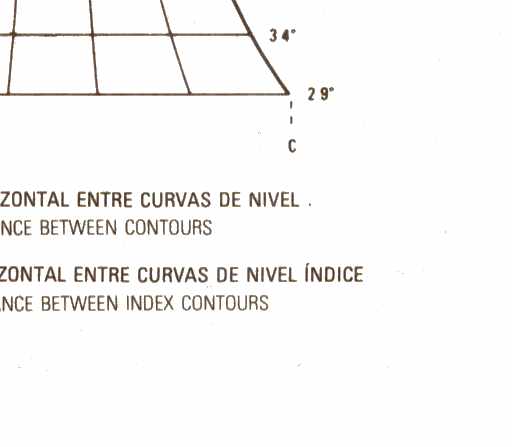 34°
29°
C
ZONTAL ENTRE CURVAS DE NIVEL .
NCE BETWEEN CONTOURS
ZONTAL ENTRE CURVAS DE NIVEL ÍNDICE
NCE BETWEEN INDEX CONTOURS